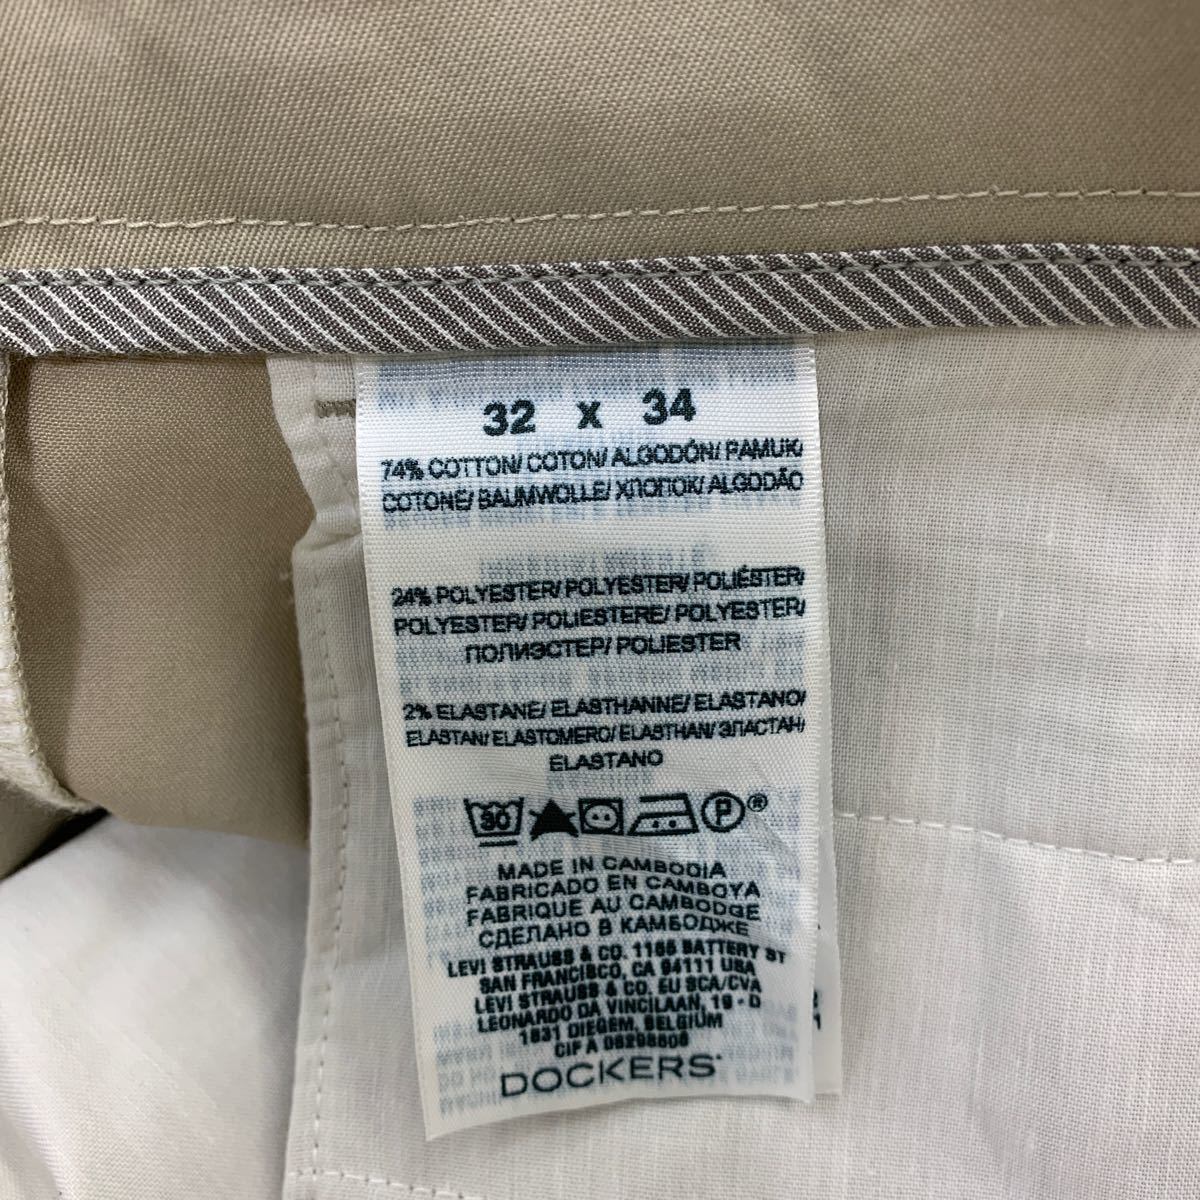 32 x 34
74% COTTON/ COTON/ ALGODÓN/ PAMUK/
COTONE/ BAUMWOLLE/ ХЛОПОК/ ALGODÃO
24% POLYESTER/ POLYESTER/ POLIÉSTER/
POLYESTER/ POLIESTERE/ POLYESTER/
ПОЛИЭСТЕР/ POLIESTER
2% ELASTANE/ ELASTHANNE/ ELASTANO/
ELASTAN/ ELASTOMERO/ ELASTHAN/ ЭЛАСТАН/
ELASTANO
30 P ®
MADE IN CAMBODIA
FABRICADO EN CAMBOYA
FABRIQUE AU CAMBODGE
СДЕЛАНО В КАМБОДЖЕ
LEVI STRAUSS & CO. 1155 BATTERY ST
SAN FRANCISCO, CA 94111 USA
LEVI STRAUSS & CO. EU SCA/CVA
LEONARDO DA VINCILAAN, 19 - D
1831 DIEGEM, BELGIUM
CIF A 08298608
DOCKERS